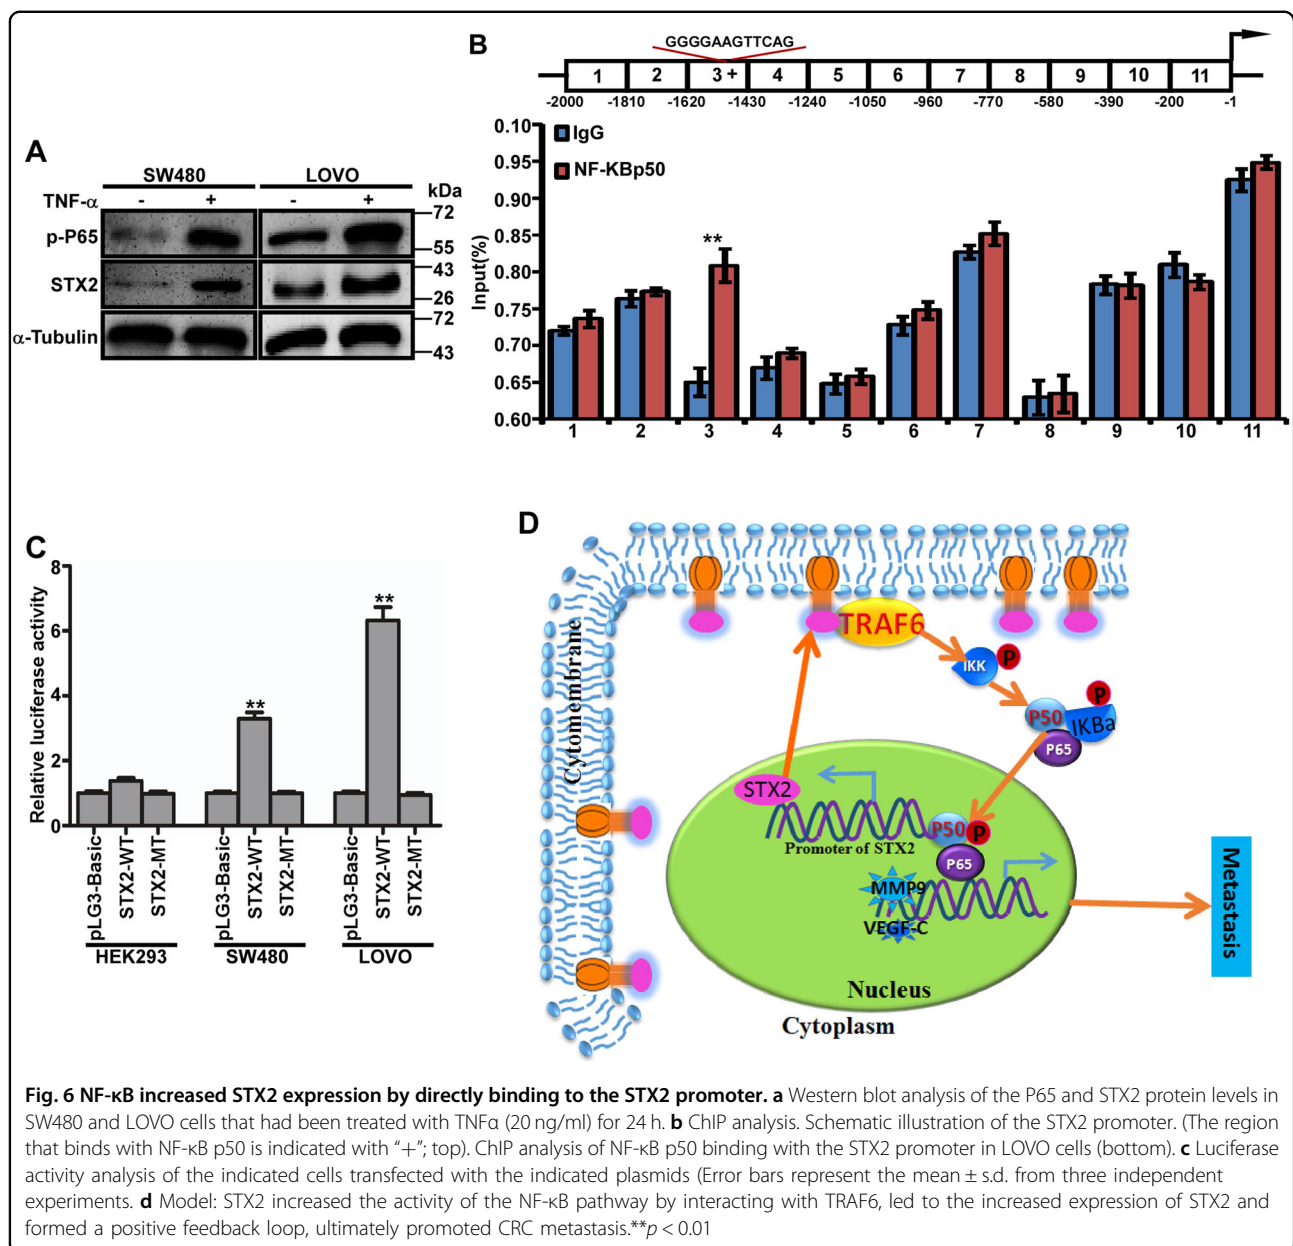 A
SW480 LOVO kDa
TNF-α - + - +
p-P65
STX2
α-Tubulin
72
55
43
26
72
43
B
GGGGAAGTTCAG
1 2 3 + 4 5 6 7 8 9 10 11
-2000 -1810 -1620 -1430 -1240 -1050 -960 -770 -580 -390 -200 -1
IgG
NF-KBp50
Input(%)
0.10
0.95
0.90
0.85
0.80
0.75
0.70
0.65
0.60
**
1 2 3 4 5 6 7 8 9 10 11
C
Relative luciferase activity
8
6
4
2
0
** **
pLG3-Basic STX2-WT STX2-MT pLG3-Basic STX2-WT STX2-MT pLG3-Basic STX2-WT STX2-MT
HEK293 SW480 LOVO
D
Cytomembrane
TRAF6
IKK P
P
P50 IKBa
P65
STX2
Promoter of STX2
P50 P
P65
MMP9
VEGF-C
Nucleus
Cytoplasm
Metastasis
Fig. 6 NF-κB increased STX2 expression by directly binding to the STX2 promoter. a Western blot analysis of the P65 and STX2 protein levels in
SW480 and LOVO cells that had been treated with TNFα (20 ng/ml) for 24 h. b ChIP analysis. Schematic illustration of the STX2 promoter. (The region
that binds with NF-κB p50 is indicated with “+”; top). ChIP analysis of NF-κB p50 binding with the STX2 promoter in LOVO cells (bottom). c Luciferase
activity analysis of the indicated cells transfected with the indicated plasmids (Error bars represent the mean ± s.d. from three independent
experiments. d Model: STX2 increased the activity of the NF-κB pathway by interacting with TRAF6, led to the increased expression of STX2 and
formed a positive feedback loop, ultimately promoted CRC metastasis.**p < 0.01